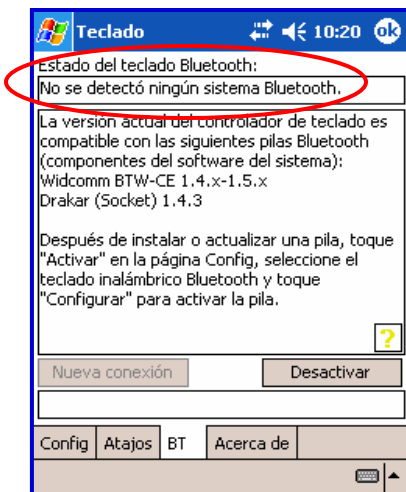 Teclado 10:20 ok
Estado del teclado Bluetooth:
No se detectó ningún sistema Bluetooth.
La versión actual del controlador de teclado es
compatible con las siguientes pilas Bluetooth
(componentes del software del sistema):
Widcomm BTW-CE 1.4.x-1.5.x
Drakar (Socket) 1.4.3
Después de instalar o actualizar una pila, toque
"Activar" en la página Config, seleccione el
teclado inalámbrico Bluetooth y toque
"Configurar" para activar la pila.
?
Nueva conexión Desactivar
Config Atajos BT Acerca de